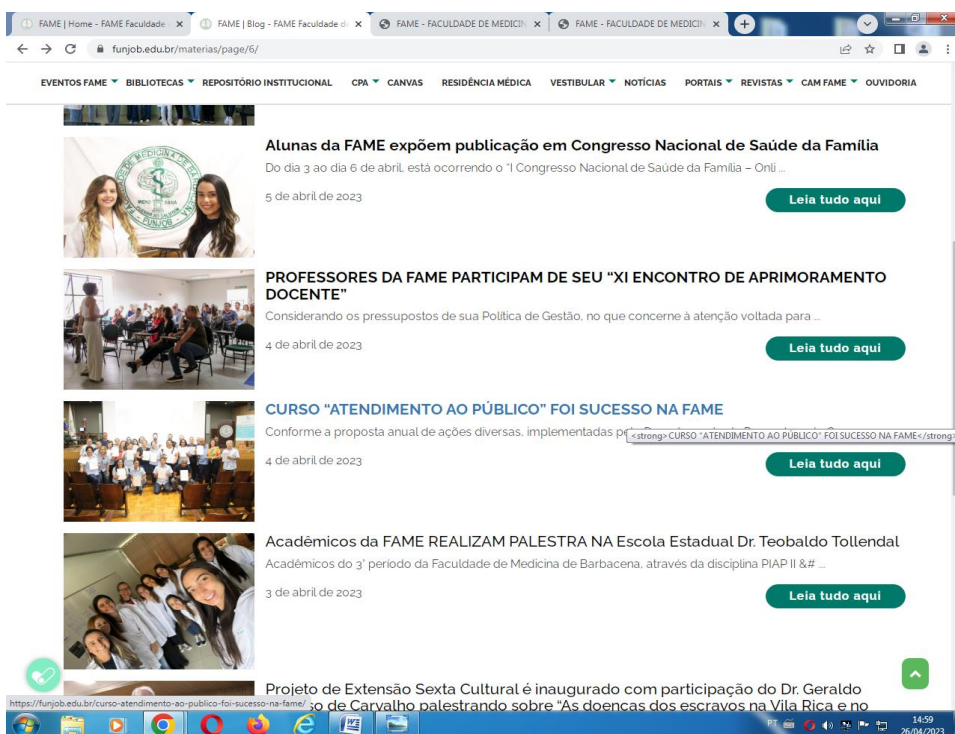 FAME | Home - FAME Faculdade
FAME | Blog - FAME Faculdade d
FAME - FACULDADE DE MEDICIN
FAME - FACULDADE DE MEDICIN
funjob.edu.br/materias/page/6/
EVENTOS FAME BIBLIOTECAS REPOSITÓRIO INSTITUCIONAL CPA CANVAS RESIDÊNCIA MÉDICA VESTIBULAR NOTÍCIAS PORTAIS REVISTAS CAM FAME OUVIDORIA
Alunas da FAME expõem publicação em Congresso Nacional de Saúde da Família
Do dia 3 ao dia 6 de abril, está ocorrendo o “I Congresso Nacional de Saúde da Família – Onli ...
5 de abril de 2023
Leia tudo aqui
PROFESSORES DA FAME PARTICIPAM DE SEU “XI ENCONTRO DE APRIMORAMENTO
DOCENTE”
Considerando os pressupostos de sua Política de Gestão, no que concerne à atenção voltada para ...
4 de abril de 2023
Leia tudo aqui
CURSO “ATENDIMENTO AO PÚBLICO” FOI SUCESSO NA FAME
Conforme a proposta anual de ações diversas, implementadas
<strong>CURSO “ATENDIMENTO AO PÚBLICO” FOI SUCESSO NA FAME</strong>
4 de abril de 2023
Leia tudo aqui
Acadêmicos da FAME REALIZAM PALESTRA NA Escola Estadual Dr. Teobaldo Tollendal
Acadêmicos do 3° período da Faculdade de Medicina de Barbacena, através da disciplina PIAP II &# ...
3 de abril de 2023
Leia tudo aqui
Projeto de Extensão Sexta Cultural é inaugurado com participação do Dr. Geraldo
so de Carvalho palestrando sobre “As doenças dos escravos na Vila Rica e no
https://funjob.edu.br/curso-atendimento-ao-publico-foi-sucesso-na-fame/
PT
14:59
26/04/2023